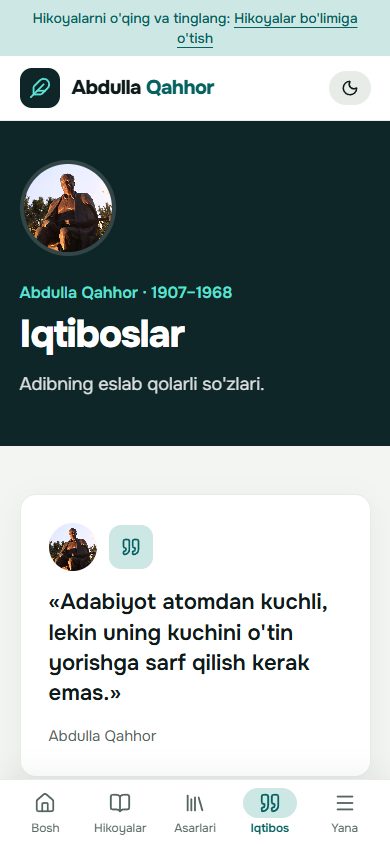 Hikoyalarni o'qing va tinglang: Hikoyalar bo'limiga
o'tish
Abdulla Qahhor
Abdulla Qahhor · 1907–1968
Iqtiboslar
Adibning eslab qolarli so'zlari.
«Adabiyot atomdan kuchli,
lekin uning kuchini o'tin
yorishga sarf qilish kerak
emas.»
Abdulla Qahhor
Bosh Hikoyalar Asarlari Iqtibos Yana